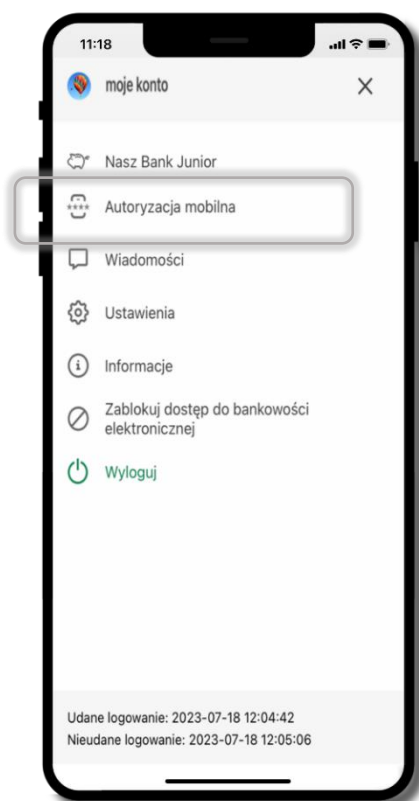 11:18
moje konto
Nasz Bank Junior
Autoryzacja mobilna
Wiadomości
Ustawienia
Informacje
Zablokuj dostęp do bankowości
elektronicznej
Wyloguj
Udane logowanie: 2023-07-18 12:04:42
Nieudane logowanie: 2023-07-18 12:05:06